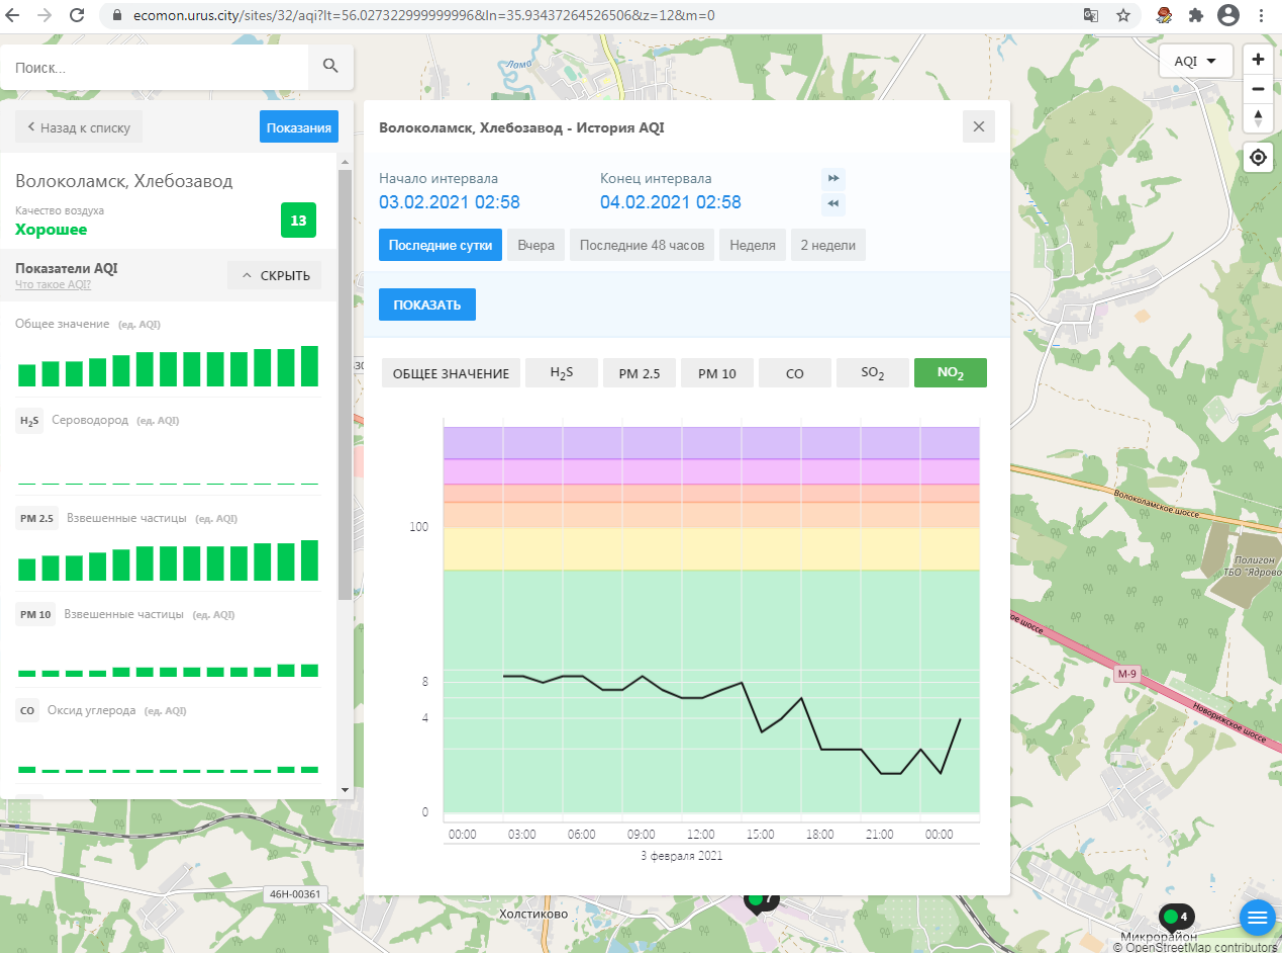 ecomon.urus.city/sites/32/aqi?lt=56.027322999999996&ln=35.93437264526506&z=12&m=0
Поиск...
AQI
Назад к списку
Показания
Волоколамск, Хлебозавод
Качество воздуха
Хорошее
13
Показатели AQI
Что такое AQI?
СКРЫТЬ
Общее значение (ед. AQI)
H₂S Сероводород (ед. AQI)
PM 2.5 Взвешенные частицы (ед. AQI)
PM 10 Взвешенные частицы (ед. AQI)
CO Оксид углерода (ед. AQI)
Волоколамск, Хлебозавод - История AQI
Начало интервала
03.02.2021 02:58
Конец интервала
04.02.2021 02:58
Последние сутки
Вчера
Последние 48 часов
Неделя
2 недели
ПОКАЗАТЬ
ОБЩЕЕ ЗНАЧЕНИЕ
H₂S
PM 2.5
PM 10
CO
SO₂
NO₂
100
8
4
0
00:00 03:00 06:00 09:00 12:00 15:00 18:00 21:00 00:00
3 февраля 2021
Лама
Волоколамское шоссе
Полигон
ТБО "Ядрово
ое шоссе
М-9
Новорижское шоссе
46Н-00361
Холстиково
7
4
Микрорайон
© OpenStreetMap contributors